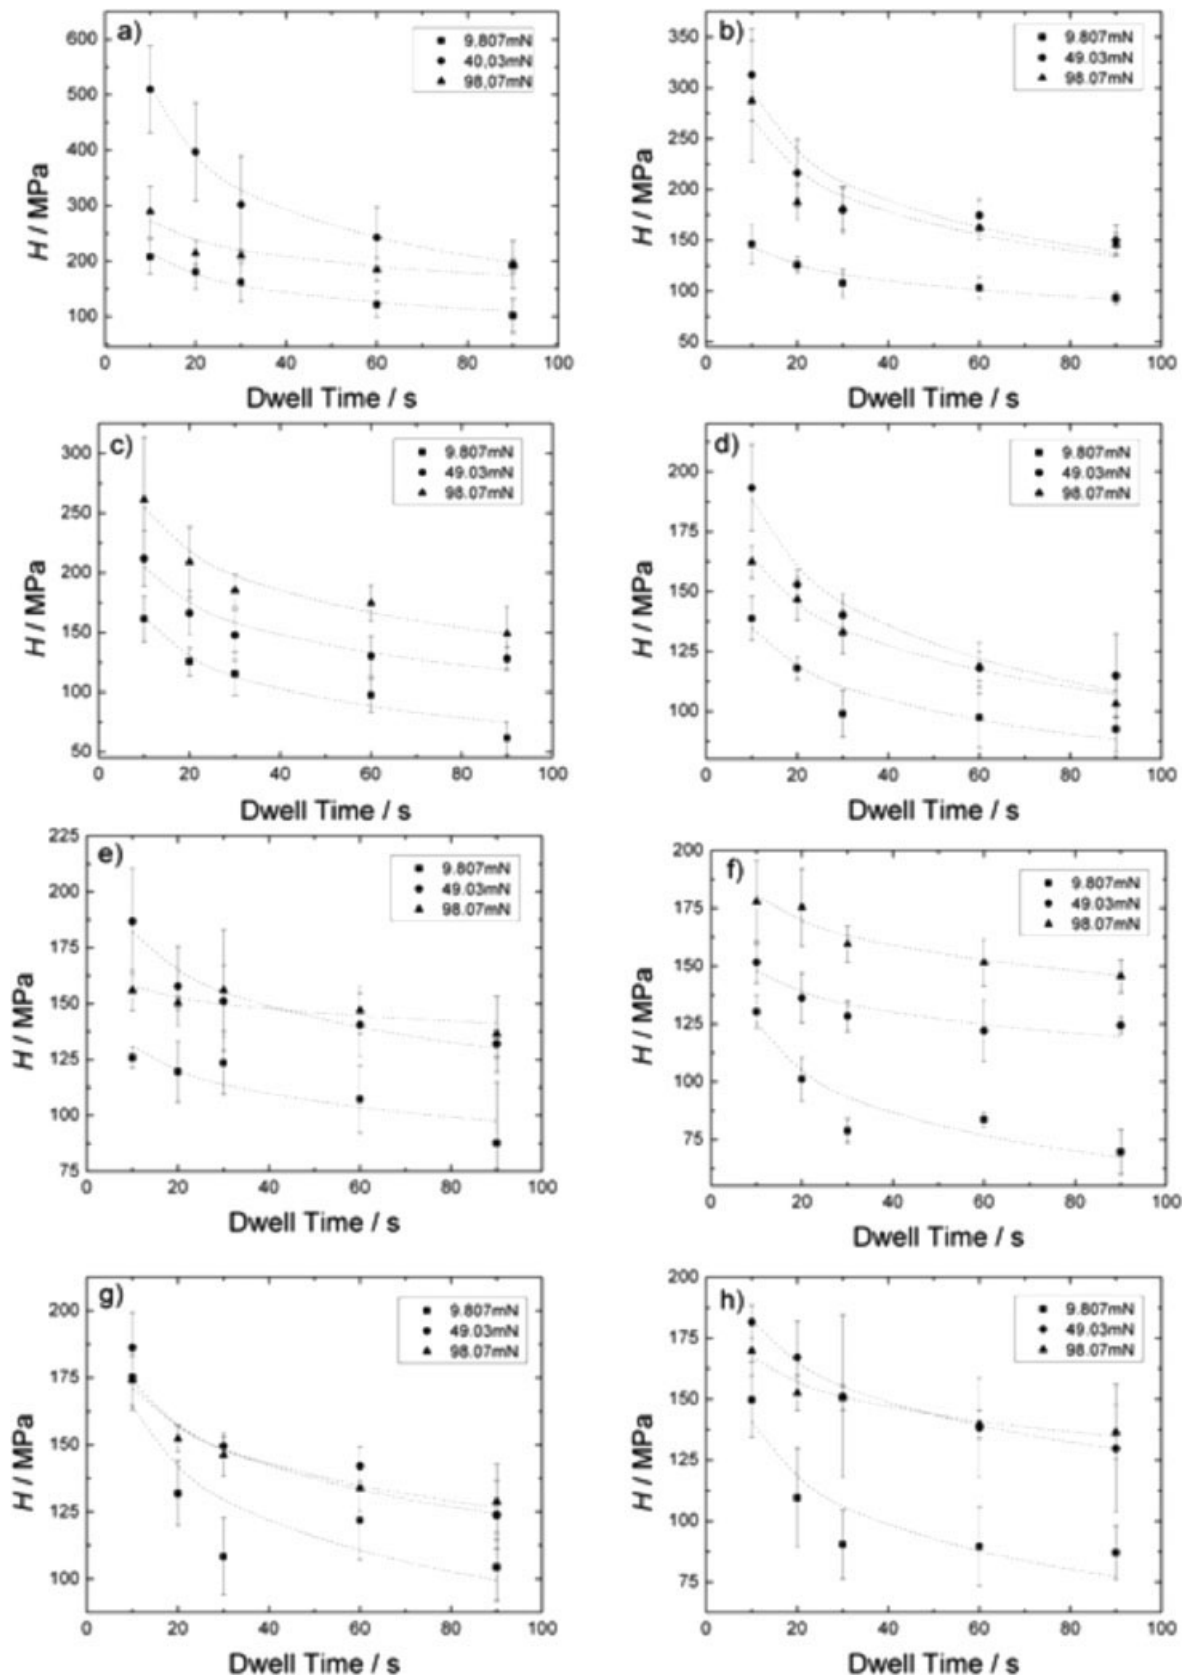 a)
9,807mN
40,03mN
98,07mN
600
500
400
300
200
100
0 20 40 60 80 100
H / MPa
Dwell Time / s
b)
9.807mN
49.03mN
98.07mN
350
300
250
200
150
100
50
0 20 40 60 80 100
H / MPa
Dwell Time / s
c)
9.807mN
49.03mN
98.07mN
300
250
200
150
100
50
0 20 40 60 80 100
H / MPa
Dwell Time / s
d)
9.807mN
49.03mN
98.07mN
200
150
100
0 20 40 60 80 100
H / MPa
Dwell Time / s
e)
9.807mN
49.03mN
98.07mN
225
200
175
150
125
100
75
0 20 40 60 80 100
H / MPa
Dwell Time / s
f)
9.807mN
49.03mN
98.07mN
200
175
150
125
100
75
0 20 40 60 80 100
H / MPa
Dwell Time / s
g)
9.807mN
49.03mN
98.07mN
200
175
150
125
100
0 20 40 60 80 100
H / MPa
Dwell Time / s
h)
9.807mN
49.03mN
98.07mN
200
175
150
125
100
75
0 20 40 60 80 100
H / MPa
Dwell Time / s